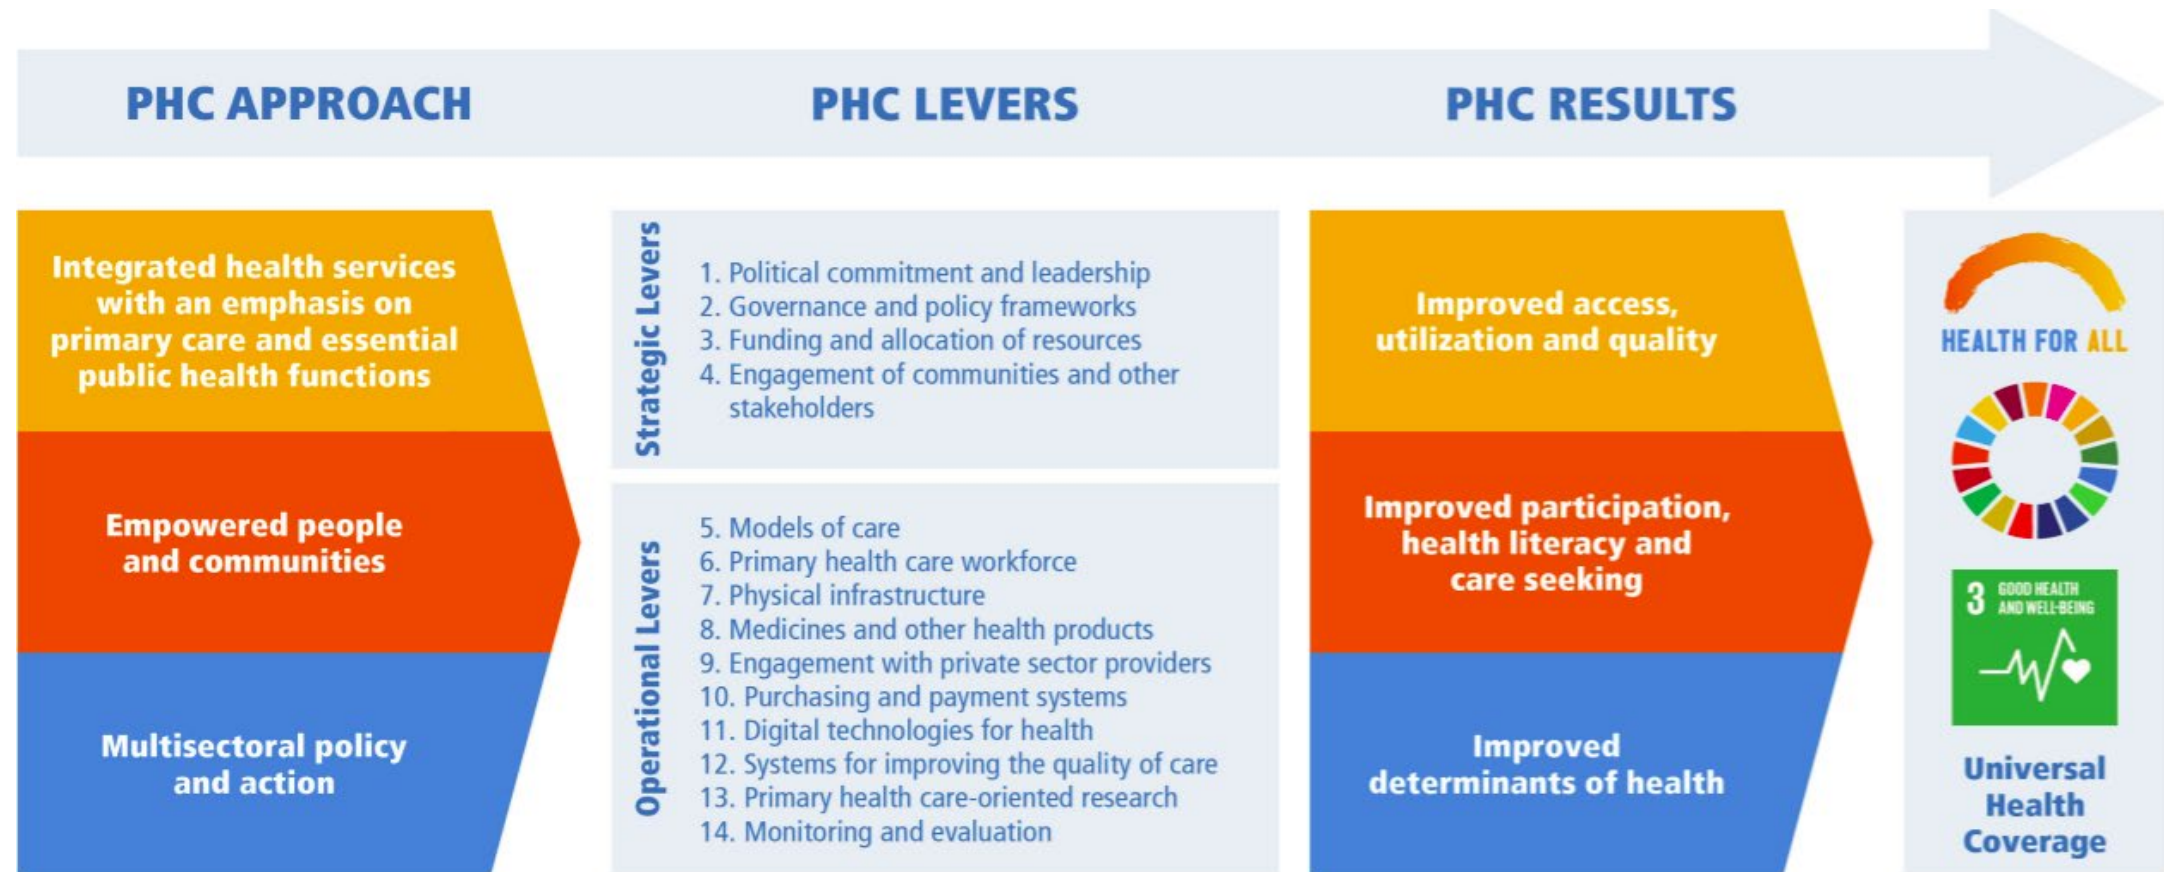 PHC APPROACH
PHC LEVERS
PHC RESULTS
Integrated health services
with an emphasis on
primary care and essential
public health functions
Empowered people
and communities
Multisectoral policy
and action
Strategic Levers
1. Political commitment and leadership
2. Governance and policy frameworks
3. Funding and allocation of resources
4. Engagement of communities and other
stakeholders
Operational Levers
5. Models of care
6. Primary health care workforce
7. Physical infrastructure
8. Medicines and other health products
9. Engagement with private sector providers
10. Purchasing and payment systems
11. Digital technologies for health
12. Systems for improving the quality of care
13. Primary health care-oriented research
14. Monitoring and evaluation
Improved access,
utilization and quality
Improved participation,
health literacy and
care seeking
Improved
determinants of health
HEALTH FOR ALL
3 GOOD HEALTH
AND WELL-BEING
Universal
Health
Coverage